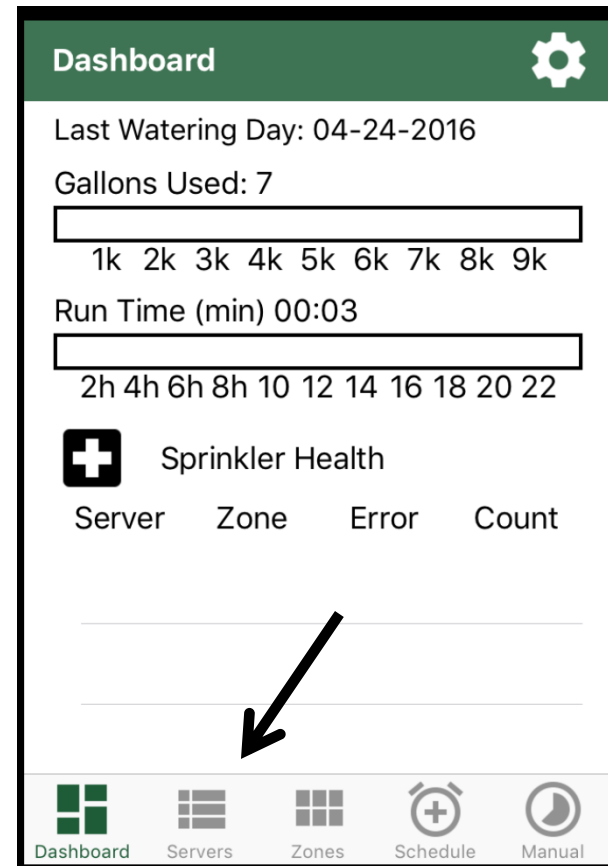 Dashboard
Last Watering Day: 04-24-2016
Gallons Used: 7
1k 2k 3k 4k 5k 6k 7k 8k 9k
Run Time (min) 00:03
2h 4h 6h 8h 10 12 14 16 18 20 22
Sprinkler Health
Server Zone Error Count
Dashboard Servers Zones Schedule Manual